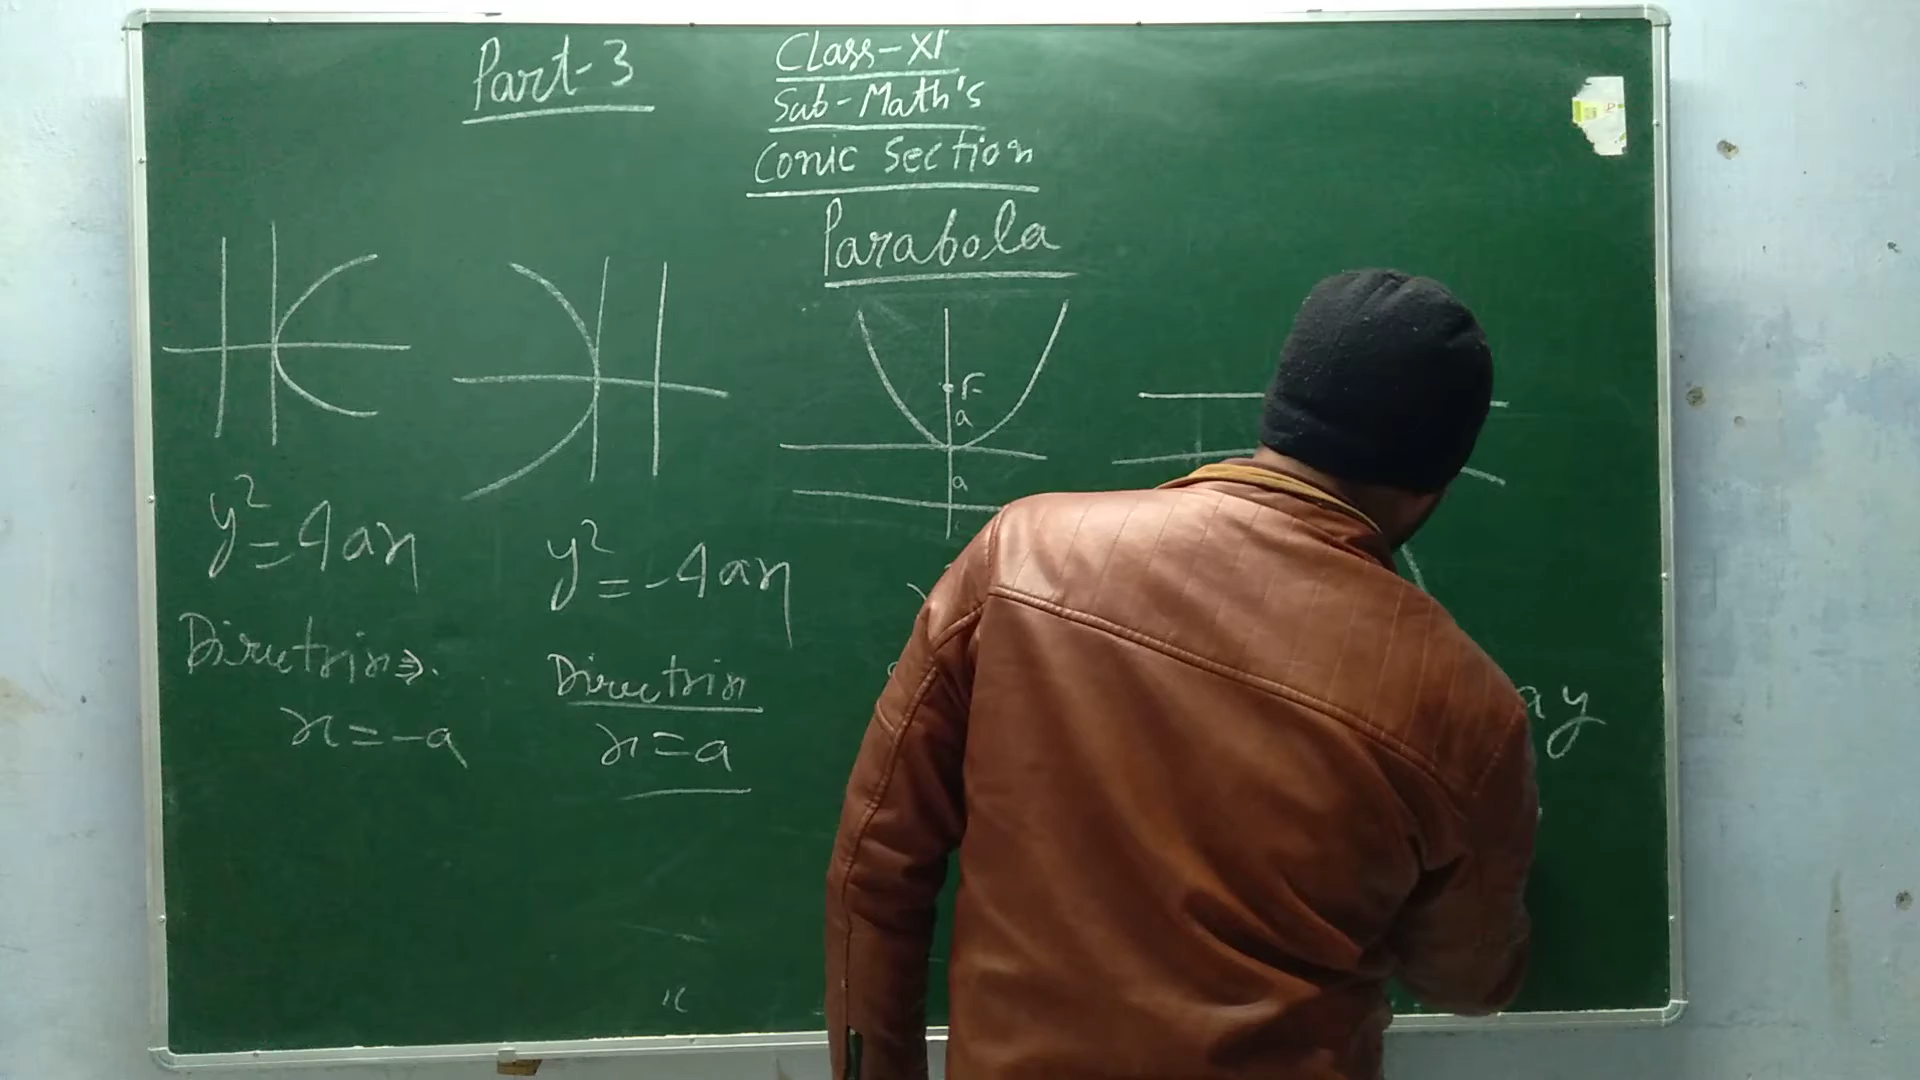 Part-3
Class-XI
Sub-Math's
Conic Section
Parabola
F
a
a
y²=4ax
Directrix⇒.
x=-a
y²=-4ax
Directrix
x=a
ay